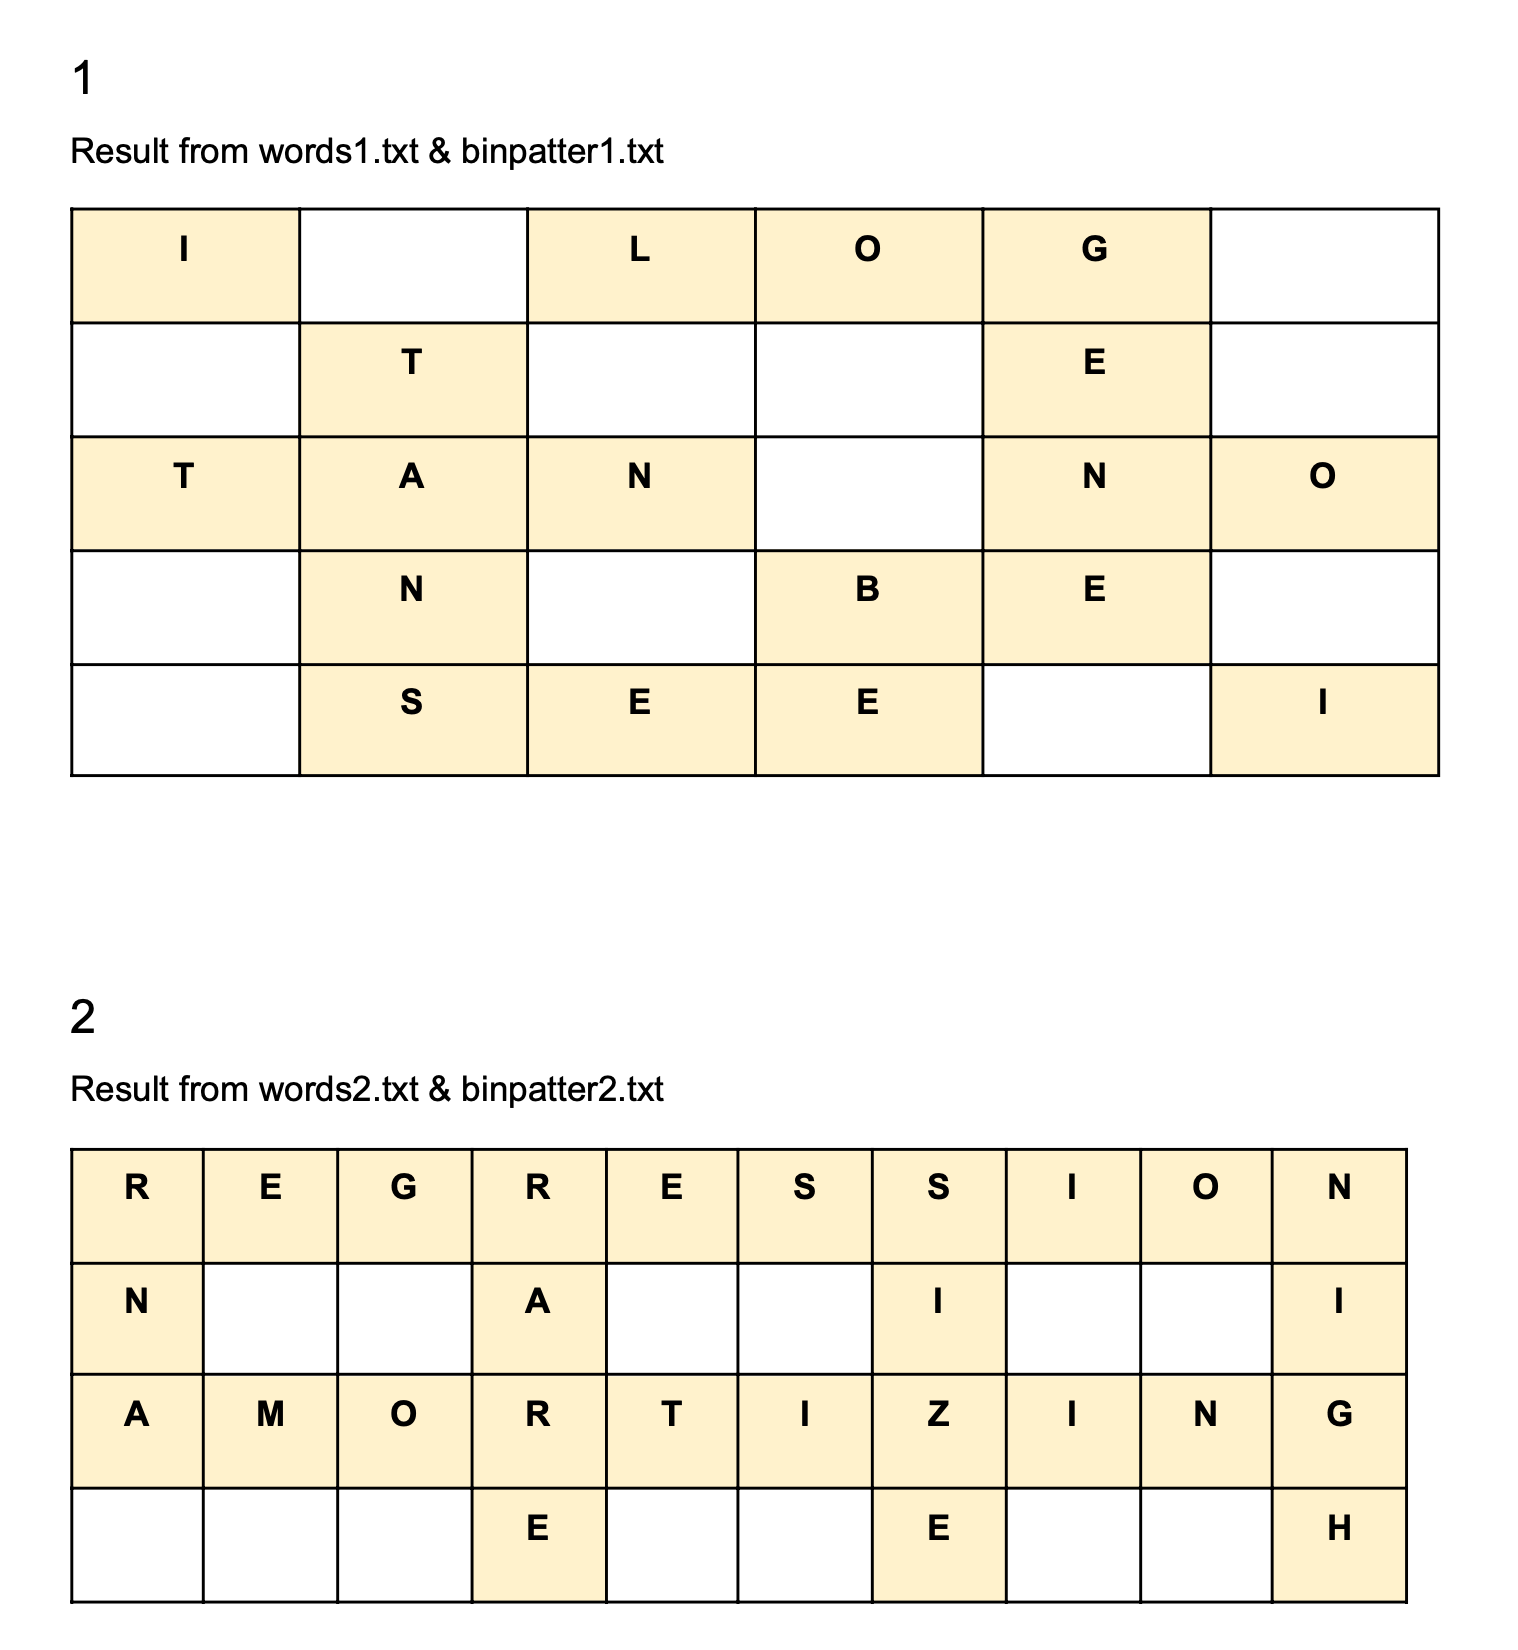 1
Result from words1.txt & binpatter1.txt
I L O G
T E
T A N N O
N B E
S E E I
2
Result from words2.txt & binpatter2.txt
R E G R E S S I O N
N A I I
A M O R T I Z I N G
E E H